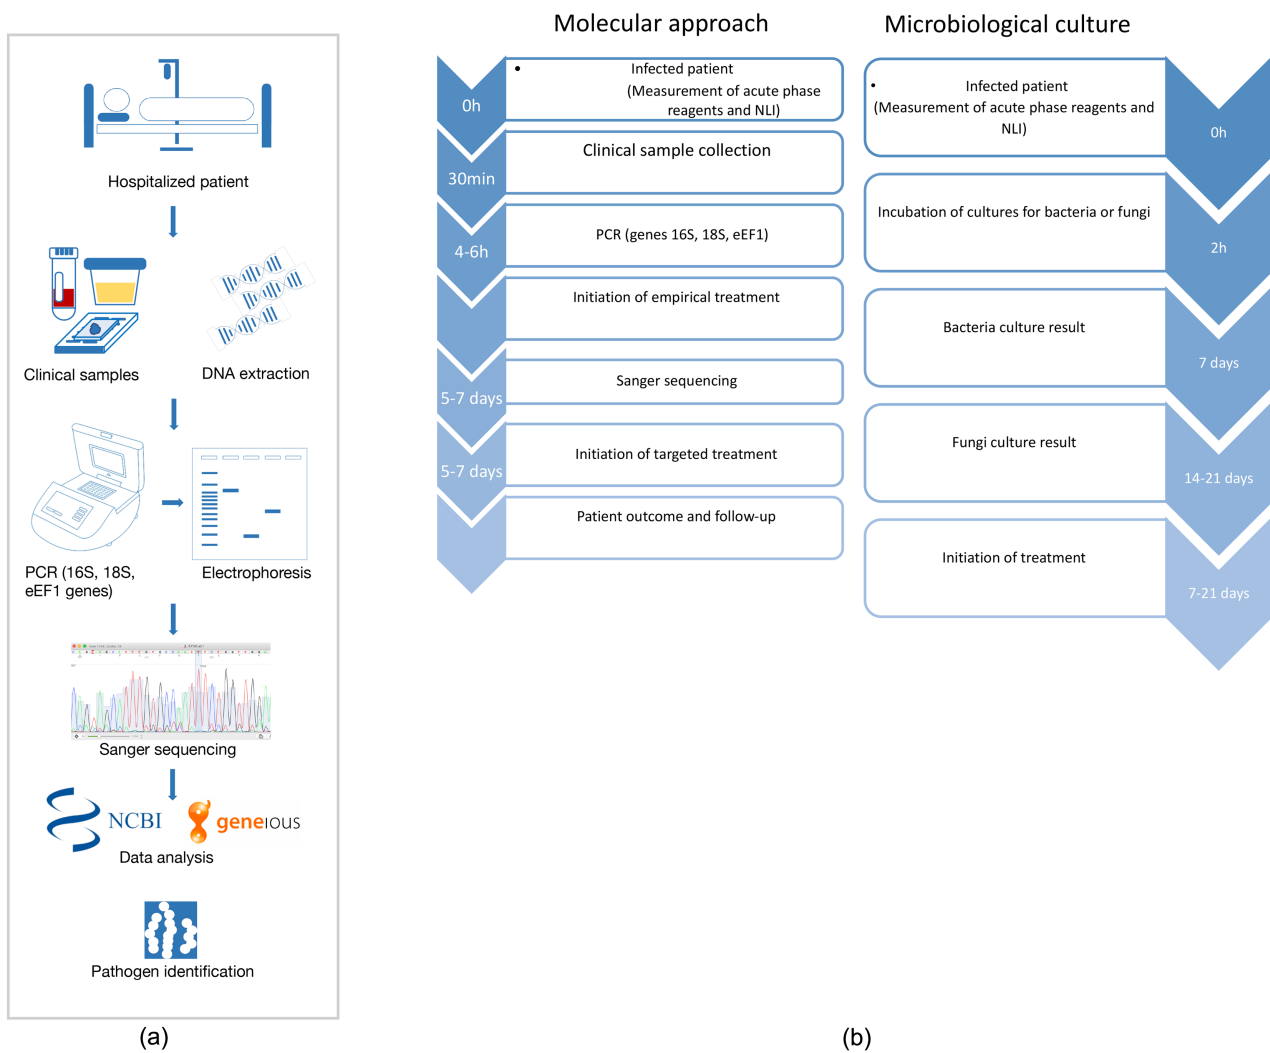 Hospitalized patient
Clinical samples
DNA extraction
PCR (16S, 18S,
eEF1 genes)
Electrophoresis
Sanger sequencing
NCBI
geneious
Data analysis
Pathogen identification
(a)
Molecular approach
0h
• Infected patient
(Measurement of acute phase
reagents and NLI)
30min
Clinical sample collection
4-6h
PCR (genes 16S, 18S, eEF1)
Initiation of empirical treatment
5-7 days
Sanger sequencing
5-7 days
Initiation of targeted treatment
Patient outcome and follow-up
Microbiological culture
• Infected patient
(Measurement of acute phase reagents and
NLI)
0h
Incubation of cultures for bacteria or fungi
2h
Bacteria culture result
7 days
Fungi culture result
14-21 days
Initiation of treatment
7-21 days
(b)